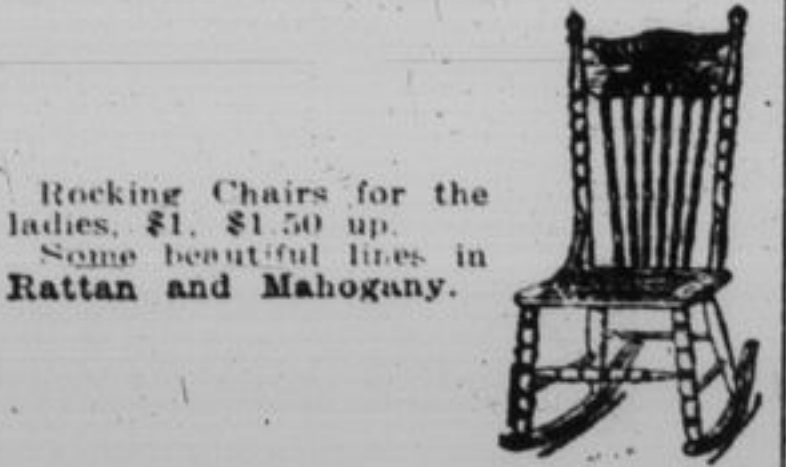 Rocking Chairs for the
ladies, $1, $1.50 up.
Some beautiful lines in
Rattan and Mahogany.